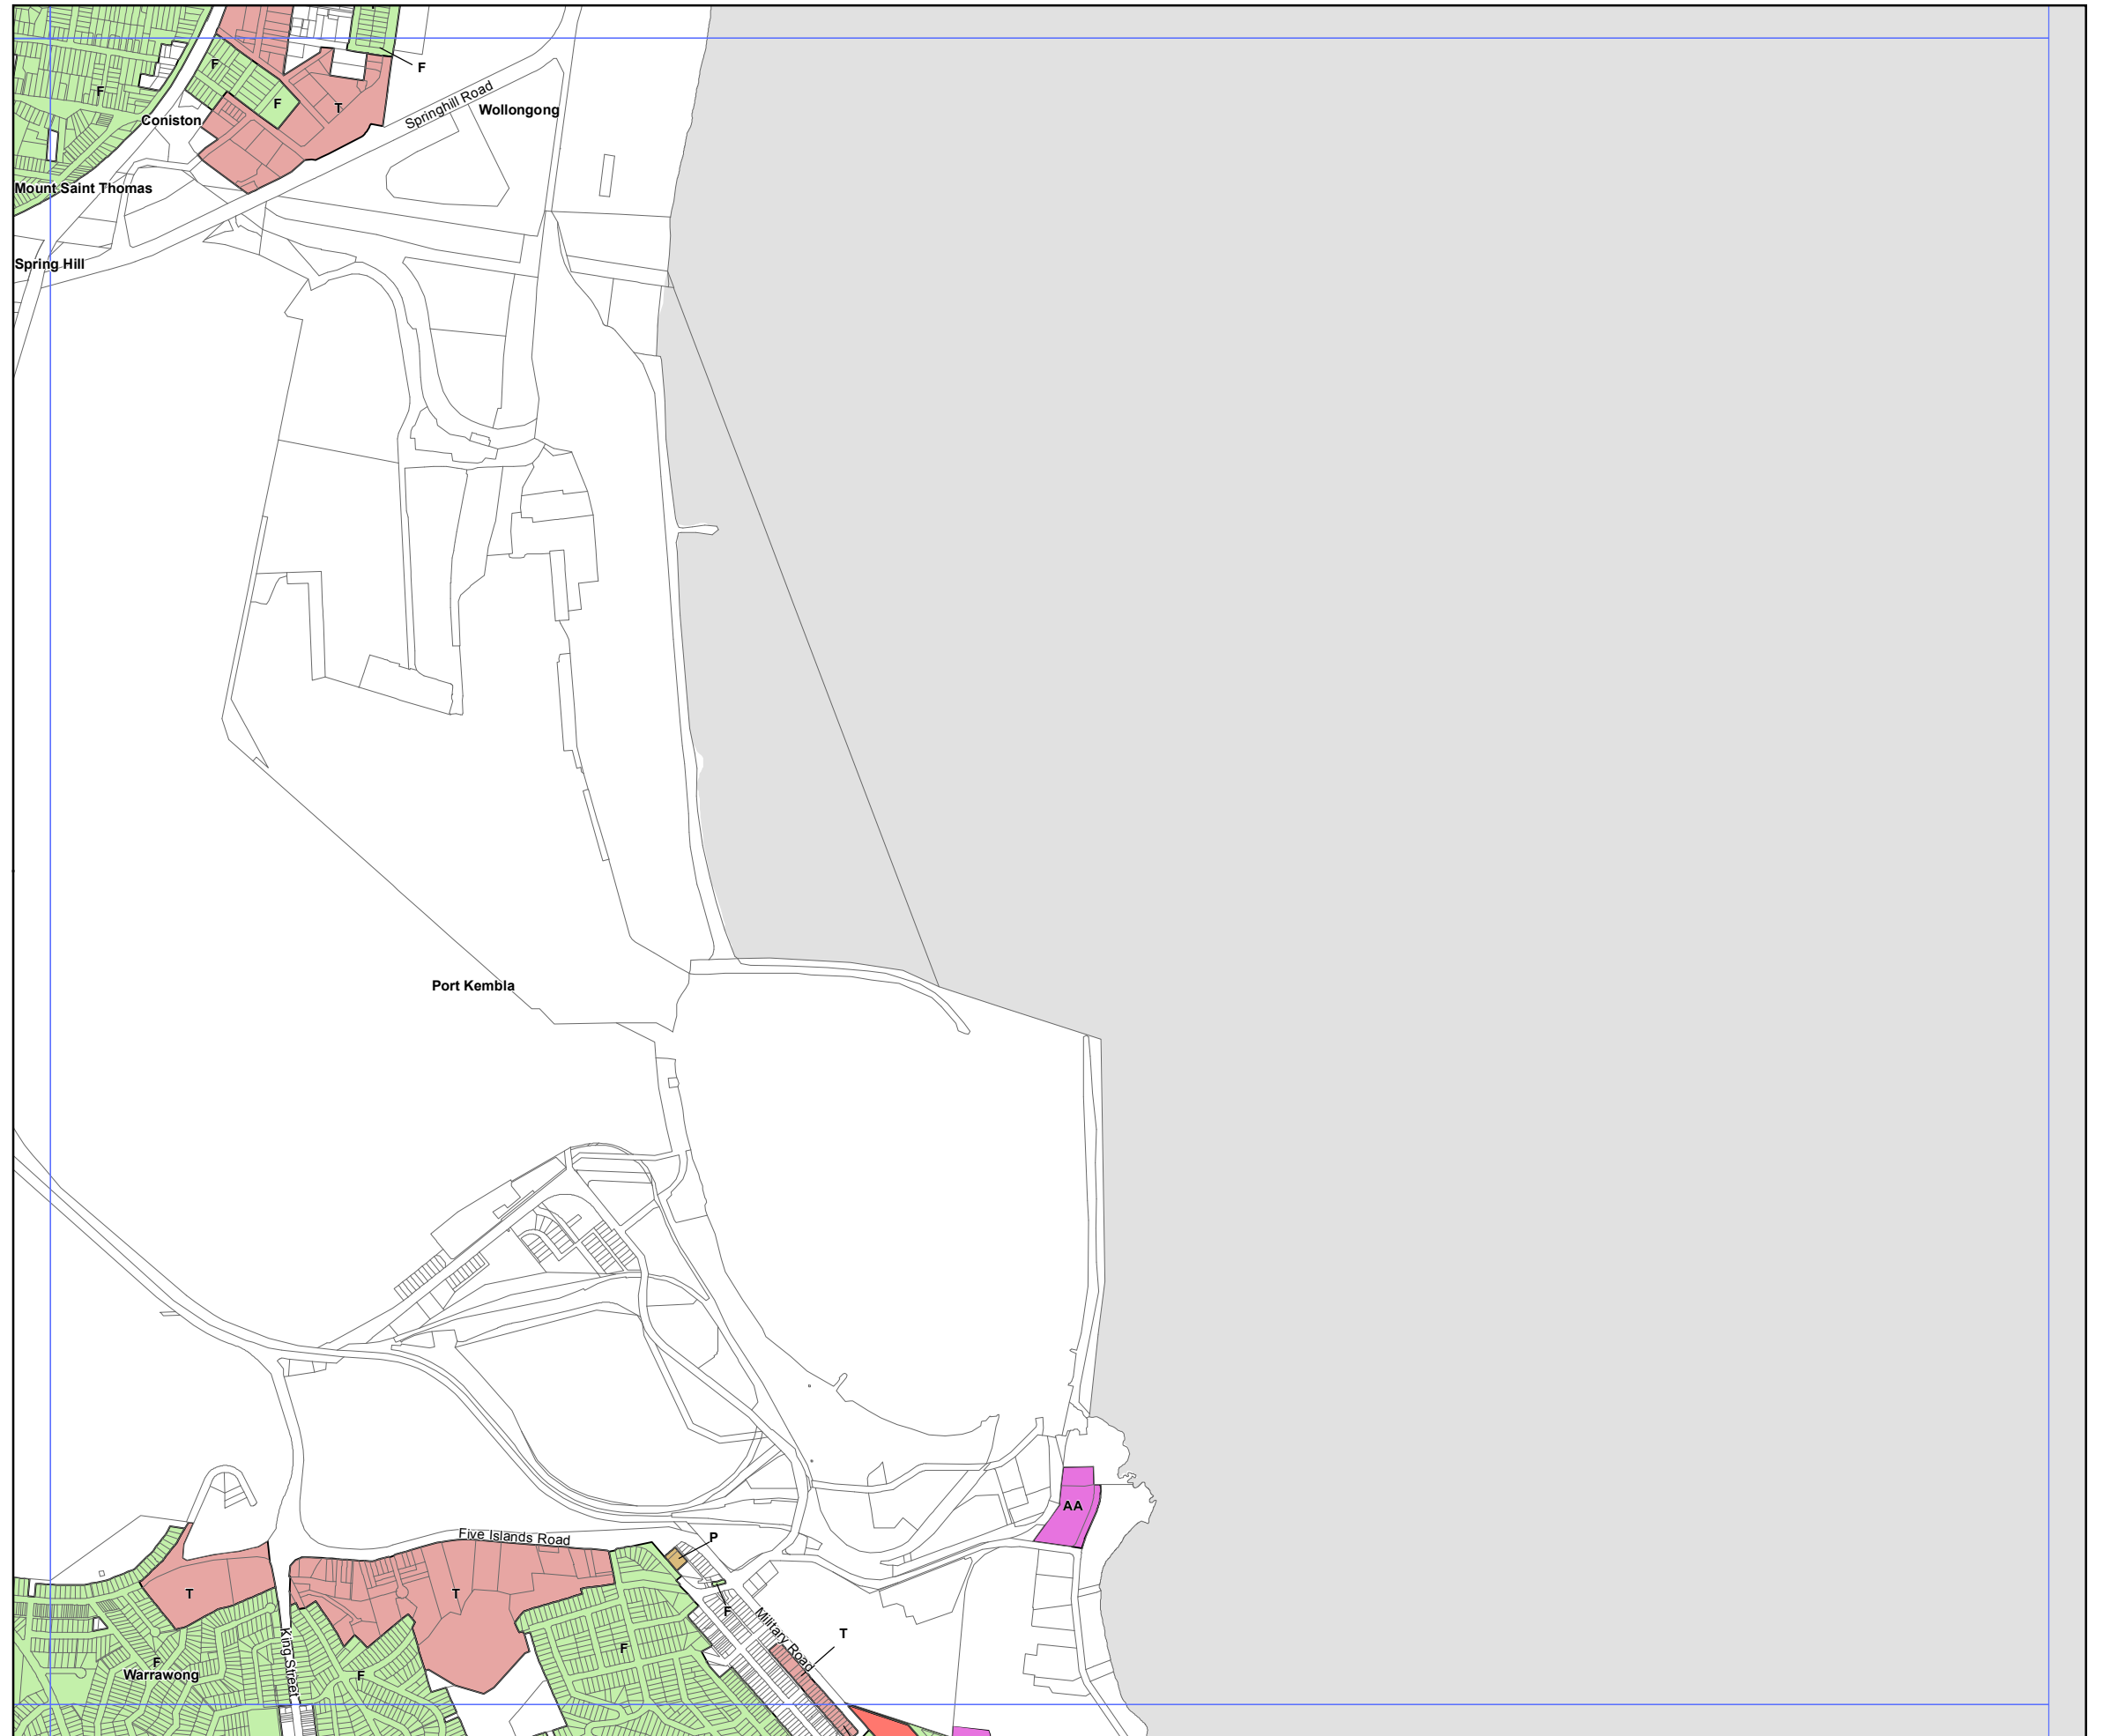 F
F
F
F
T
Springhill Road
Wollongong
Coniston
Mount Saint Thomas
Spring Hill
Port Kembla
AA
Five Islands Road
P
T
T
F
Military Road
T
F
F
Warrawong
King Street
F